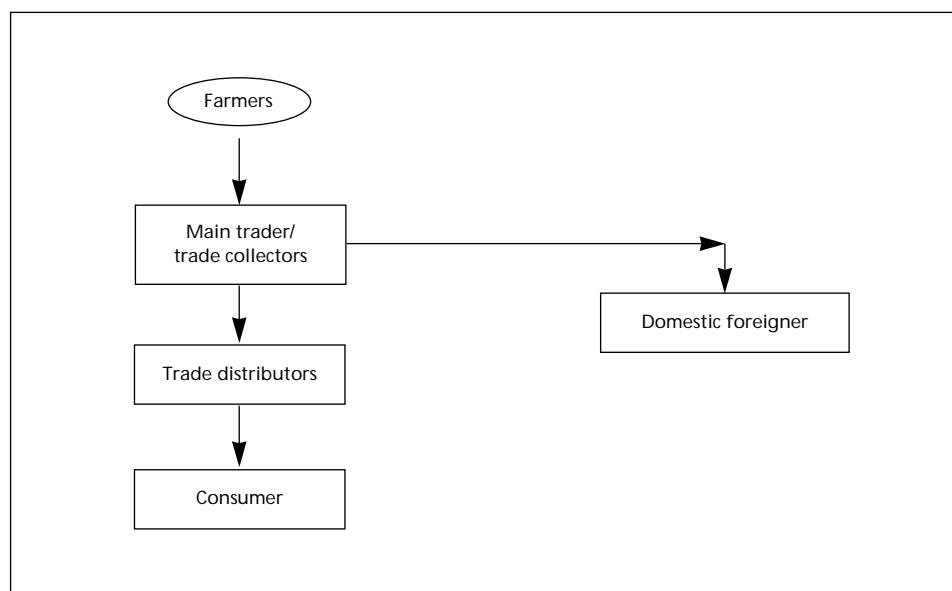 Farmers
Main trader/
trade collectors
Domestic foreigner
Trade distributors
Consumer